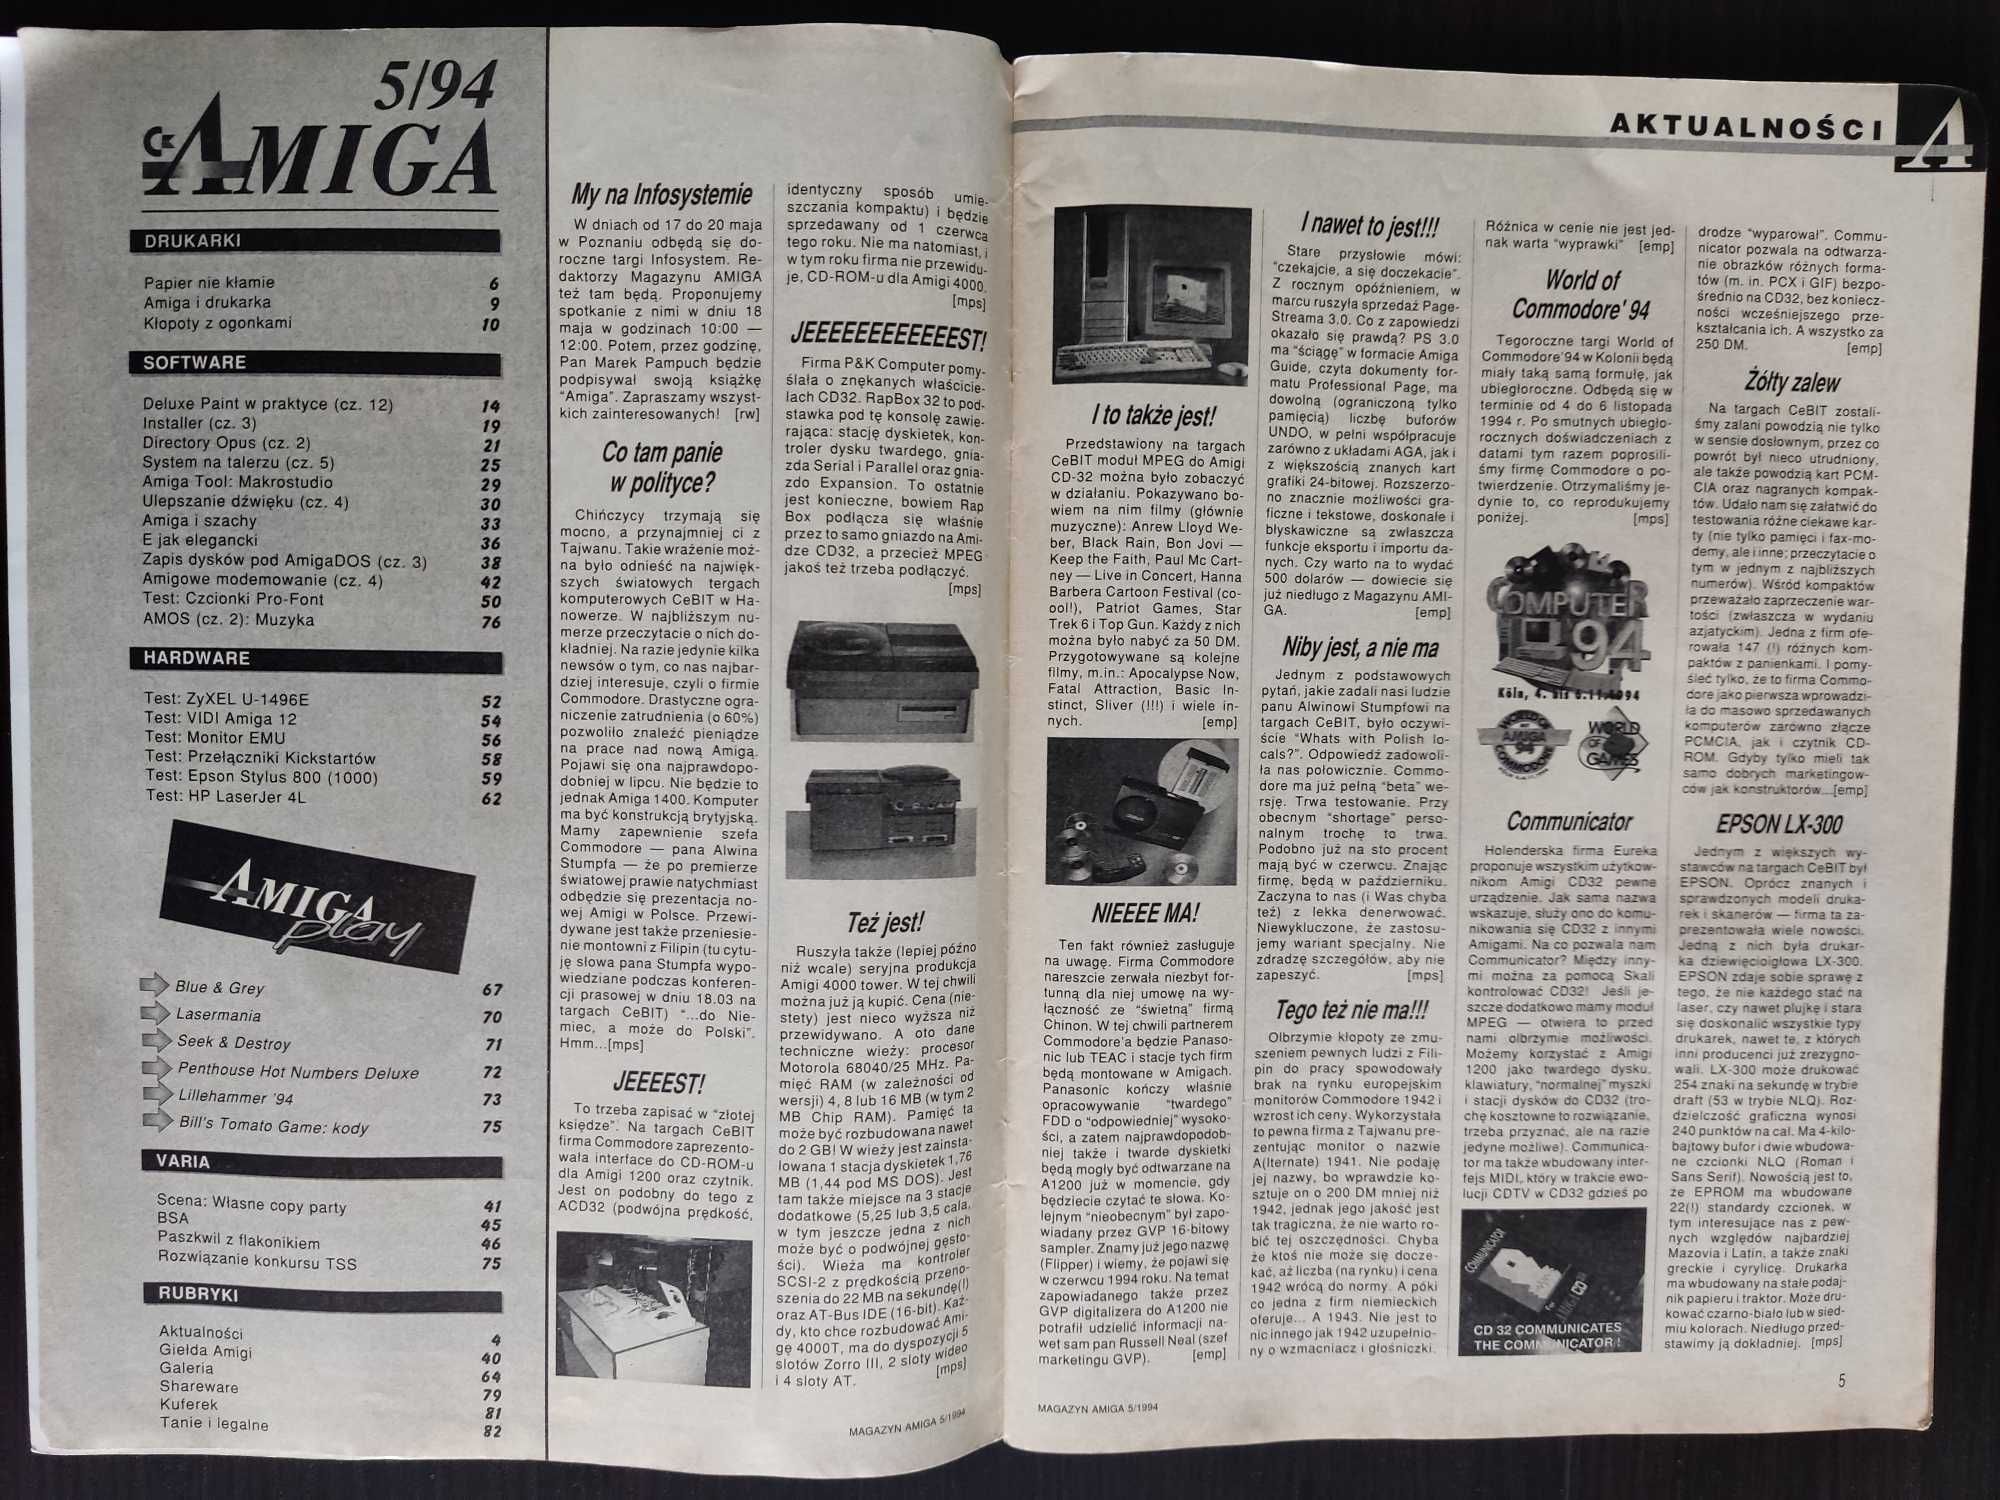 5/94
AMIGA
DRUKARKI
Papier nie kłamie 6
Amiga i drukarka 9
Kłopoty z ogonkami 10
SOFTWARE
Deluxe Paint w praktyce (cz. 12) 14
Installer (cz. 3) 19
Directory Opus (cz. 2) 21
System na talerzu (cz. 5) 25
Amiga Tool: Makrostudio 29
Ulepszanie dźwięku (cz. 4) 30
Amiga i szachy 33
E jak elegancki 36
Zapis dysków pod AmigaDOS (cz. 3) 38
Amigowe modemowanie (cz. 4) 42
Test: Czcionki Pro-Font 50
AMOS (cz. 2): Muzyka 76
HARDWARE
Test: ZyXEL U-1496E 52
Test: VIDI Amiga 12 54
Test: Monitor EMU 56
Test: Przełączniki Kickstartów 58
Test: Epson Stylus 800 (1000) 59
Test: HP LaserJer 4L 62
AMIGA
play
Blue & Grey 67
Lasermania 70
Seek & Destroy 71
Penthouse Hot Numbers Deluxe 72
Lillehammer '94 73
Bill's Tomato Game: kody 75
VARIA
Scena: Własne copy party 41
BSA 45
Paszkwil z flakonikiem 46
Rozwiązanie konkursu TSS 75
RUBRYKI
Aktualności 4
Giełda Amigi 40
Galeria 64
Shareware 79
Kuferek 81
Tanie i legalne 82
My na Infosystemie
W dniach od 17 do 20 maja
w Poznaniu odbędą się do-
roczne targi Infosystem. Re-
daktorzy Magazynu AMIGA
też tam będą. Proponujemy
spotkanie z nimi w dniu 18
maja w godzinach 10:00 —
12:00. Potem, przez godzinę,
Pan Marek Pampuch będzie
podpisywał swoją książkę
"Amiga". Zapraszamy wszyst-
kich zainteresowanych! [rw]
Co tam panie
w polityce?
Chińczycy trzymają się
mocno, a przynajmniej ci z
Tajwanu. Takie wrażenie moż-
na było odnieść na najwięk-
szych światowych tergach
komputerowych CeBIT w Ha-
nowerze. W najbliższym nu-
merze przeczytacie o nich do-
kładniej. Na razie jedynie kilka
newsów o tym, co nas najbar-
dziej interesuje, czyli o firmie
Commodore. Drastyczne ogra-
niczenie zatrudnienia (o 60%)
pozwoliło znaleźć pieniądze
na prace nad nową Amigą.
Pojawi się ona najprawdopo-
dobniej w lipcu. Nie będzie to
jednak Amiga 1400. Komputer
ma być konstrukcją brytyjską.
Mamy zapewnienie szefa
Commodore — pana Alwina
Stumpfa — że po premierze
światowej prawie natychmiast
odbędzie się prezentacja no-
wej Amigi w Polsce. Przewi-
dywane jest także przeniesie-
nie montowni z Filipin (tu cytu-
ję słowa pana Stumpfa wypo-
wiedziane podczas konferen-
cji prasowej w dniu 18.03 na
targach CeBIT) "...do Nie-
miec, a może do Polski".
Hmm...[mps]
JEEEEST!
To trzeba zapisać w "złotej
księdze". Na targach CeBIT
firma Commodore zaprezento-
wała interface do CD-ROM-u
dla Amigi 1200 oraz czytnik.
Jest on podobny do tego z
ACD32 (podwójna prędkość,
identyczny sposób umie-
szczania kompaktu) i będzie
sprzedawany od 1 czerwca
tego roku. Nie ma natomiast, i
w tym roku firma nie przewidu-
je, CD-ROM-u dla Amigi 4000.
[mps]
JEEEEEEEEEEEEST!
Firma P&K Computer pomy-
ślała o znękanych właścicie-
lach CD32. RapBox 32 to pod-
stawka pod tę konsolę zawie-
rająca: stację dyskietek, kon-
troler dysku twardego, gnia-
zda Serial i Parallel oraz gnia-
zdo Expansion. To ostatnie
jest konieczne, bowiem Rap
Box podłącza się właśnie
przez to samo gniazdo na Ami-
dze CD32, a przecież MPEG
jakoś też trzeba podłączyć.
[mps]
Też jest!
Ruszyła także (lepiej późno
niż wcale) seryjna produkcja
Amigi 4000 tower. W tej chwili
można już ją kupić. Cena (nie-
stety) jest nieco wyższa niż
przewidywano. A oto dane
techniczne wieży: procesor
Motorola 68040/25 MHz. Pa-
mięć RAM (w zależności od
wersji) 4, 8 lub 16 MB (w tym 2
MB Chip RAM). Pamięć ta
może być rozbudowana nawet
do 2 GB! W wieży jest zainsta-
lowana 1 stacja dyskietek 1,76
MB (1,44 pod MS DOS). Jest
tam także miejsce na 3 stacje
dodatkowe (5,25 lub 3,5 cala,
w tym jeszcze jedna z nich
może być o podwójnej gęsto-
ści). Wieża ma kontroler
SCSI-2 z prędkością przeno-
szenia do 22 MB na sekundę(!)
oraz AT-Bus IDE (16-bit). Każ-
dy, kto chce rozbudować Ami-
gę 4000T, ma do dyspozycji 5
slotów Zorro III, 2 sloty wideo
i 4 sloty AT. [mps]
MAGAZYN AMIGA 5/1994
AKTUALNOŚCI
I to także jest!
Przedstawiony na targach
CeBIT moduł MPEG do Amigi
CD-32 można było zobaczyć
w działaniu. Pokazywano bo-
wiem na nim filmy (głównie
muzyczne): Anrew Lloyd We-
ber, Black Rain, Bon Jovi —
Keep the Faith, Paul Mc Cart-
ney — Live in Concert, Hanna
Barbera Cartoon Festival (co-
ool!), Patriot Games, Star
Trek 6 i Top Gun. Każdy z nich
można było nabyć za 50 DM.
Przygotowywane są kolejne
filmy, m.in.: Apocalypse Now,
Fatal Attraction, Basic In-
stinct, Sliver (!!!) i wiele in-
nych. [emp]
NIEEEE MA!
Ten fakt również zasługuje
na uwagę. Firma Commodore
nareszcie zerwała niezbyt for-
tunną dla niej umowę na wy-
łączność ze "świetną" firmą
Chinon. W tej chwili partnerem
Commodore'a będzie Panaso-
nic lub TEAC i stacje tych firm
będą montowane w Amigach.
Panasonic kończy właśnie
opracowywanie "twardego"
FDD o "odpowiedniej" wysoko-
ści, a zatem najprawdopodob-
niej także i twarde dyskietki
będą mogły być odtwarzane na
A1200 już w momencie, gdy
będziecie czytać te słowa. Ko-
lejnym "nieobecnym" był zapo-
wiadany przez GVP 16-bitowy
sampler. Znamy już jego nazwę
(Flipper) i wiemy, że pojawi się
w czerwcu 1994 roku. Na temat
zapowiadanego także przez
GVP digitalizera do A1200 nie
potrafił udzielić informacji na-
wet sam pan Russell Neal (szef
marketingu GVP). [emp]
I nawet to jest!!!
Stare przysłowie mówi:
"czekajcie, a się doczekacie".
Z rocznym opóźnieniem, w
marcu ruszyła sprzedaż Page-
Streama 3.0. Co z zapowiedzi
okazało się prawdą? PS 3.0
ma "ściągę" w formacie Amiga
Guide, czyta dokumenty for-
matu Professional Page, ma
dowolną (ograniczoną tylko
pamięcią) liczbę buforów
UNDO, w pełni współpracuje
zarówno z układami AGA, jak i
z większością znanych kart
grafiki 24-bitowej. Rozszerzo-
no znacznie możliwości gra-
ficzne i tekstowe, doskonałe i
błyskawiczne są zwłaszcza
funkcje eksportu i importu da-
nych. Czy warto na to wydać
500 dolarów — dowiecie się
już niedługo z Magazynu AMI-
GA. [emp]
Niby jest, a nie ma
Jednym z podstawowych
pytań, jakie zadali nasi ludzie
panu Alwinowi Stumpfowi na
targach CeBIT, było oczywi-
ście "Whats with Polish lo-
cals?". Odpowiedź zadowoli-
ła nas połowicznie. Commo-
dore ma już pełną "beta" we-
rsję. Trwa testowanie. Przy
obecnym "shortage" perso-
nalnym trochę to trwa.
Podobno już na sto procent
mają być w czerwcu. Znając
firmę, będą w październiku.
Zaczyna to nas (i Was chyba
też) z lekka denerwować.
Niewykluczone, że zastosu-
jemy wariant specjalny. Nie
zdradzę szczegółów, aby nie
zapeszyć. [mps]
Tego też nie ma!!!
Olbrzymie kłopoty ze zmu-
szeniem pewnych ludzi z Fili-
pin do pracy spowodowały
brak na rynku europejskim
monitorów Commodore 1942 i
wzrost ich ceny. Wykorzystała
to pewna firma z Tajwanu pre-
zentując monitor o nazwie
A(lternate) 1941. Nie podaję
jej nazwy, bo wprawdzie ko-
sztuje on o 200 DM mniej niż
1942, jednak jego jakość jest
tak tragiczna, że nie warto ro-
bić tej oszczędności. Chyba
że ktoś nie może się docze-
kać, aż liczba (na rynku) i cena
1942 wrócą do normy. A póki
co jedna z firm niemieckich
oferuje... A 1943. Nie jest to
nic innego jak 1942 uzupełnio-
ny o wzmacniacz i głośniczki.
Różnica w cenie nie jest jed-
nak warta "wyprawki" [emp]
World of
Commodore' 94
Tegoroczne targi World of
Commodore'94 w Kolonii będą
miały taką samą formułę, jak
ubiegłoroczne. Odbędą się w
terminie od 4 do 6 listopada
1994 r. Po smutnych ubiegło-
rocznych doświadczeniach z
datami tym razem poprosili-
śmy firmę Commodore o po-
twierdzenie. Otrzymaliśmy je-
dynie to, co reprodukujemy
poniżej. [mps]
COMPUTER
94
Köln, 4. bis 6.11.1994
WORLD OF
AMIGA
94
COMMODORE
WORLD
OF
GAMES
Communicator
Holenderska firma Eureka
proponuje wszystkim użytkow-
nikom Amigi CD32 pewne
urządzenie. Jak sama nazwa
wskazuje, służy ono do komu-
nikowania się CD32 z innymi
Amigami. Na co pozwala nam
Communicator? Między inny-
mi można za pomocą Skali
kontrolować CD32! Jeśli je-
szcze dodatkowo mamy moduł
MPEG — otwiera to przed
nami olbrzymie możliwości.
Możemy korzystać z Amigi
1200 jako twardego dysku,
klawiatury, "normalnej" myszki
i stacji dysków do CD32 (tro-
chę kosztowne to rozwiązanie,
trzeba przyznać, ale na razie
jedyne możliwe). Communica-
tor ma także wbudowany inter-
fejs MIDI, który w trakcie ewo-
lucji CDTV w CD32 gdzieś po
COMMUNICATOR
CD 32 COMMUNICATES
THE COMMUNICATOR !
drodze "wyparował". Commu-
nicator pozwala na odtwarza-
nie obrazków różnych forma-
tów (m. in. PCX i GIF) bezpo-
średnio na CD32, bez koniecz-
ności wcześniejszego prze-
kształcania ich. A wszystko za
250 DM. [emp]
Żółty zalew
Na targach CeBIT zostali-
śmy zalani powodzią nie tylko
w sensie dosłownym, przez co
powrót był nieco utrudniony,
ale także powodzią kart PCM-
CIA oraz nagranych kompak-
tów. Udało nam się załatwić do
testowania różne ciekawe kar-
ty (nie tylko pamięci i fax-mo-
demy, ale i inne; przeczytacie o
tym w jednym z najbliższych
numerów). Wśród kompaktów
przeważało zaprzeczenie war-
tości (zwłaszcza w wydaniu
azjatyckim). Jedna z firm ofe-
rowała 147 (!) różnych kom-
paktów z panienkami. I pomy-
śleć tylko, że to firma Commo-
dore jako pierwsza wprowadzi-
ła do masowo sprzedawanych
komputerów zarówno złącze
PCMCIA, jak i czytnik CD-
ROM. Gdyby tylko mieli tak
samo dobrych marketingow-
ców jak konstruktorów...[emp]
EPSON LX-300
Jednym z większych wy-
stawców na targach CeBIT był
EPSON. Oprócz znanych i
sprawdzonych modeli druka-
rek i skanerów — firma ta za-
prezentowała wiele nowości.
Jedną z nich była drukar-
ka dziewięcioigłowa LX-300.
EPSON zdaje sobie sprawę z
tego, że nie każdego stać na
laser, czy nawet plujkę i stara
się doskonalić wszystkie typy
drukarek, nawet te, z których
inni producenci już zrezygno-
wali. LX-300 może drukować
254 znaki na sekundę w trybie
draft (53 w trybie NLQ). Roz-
dzielczość graficzna wynosi
240 punktów na cal. Ma 4-kilo-
bajtowy bufor i dwie wbudowa-
ne czcionki NLQ (Roman i
Sans Serif). Nowością jest to,
że EPROM ma wbudowane
22(!) standardy czcionek, w
tym interesujące nas z pew-
nych względów najbardziej
Mazovia i Latin, a także znaki
greckie i cyrylicę. Drukarka
ma wbudowany na stałe podaj-
nik papieru i traktor. Może dru-
kować czarno-biało lub w sied-
miu kolorach. Niedługo przed-
stawimy ją dokładniej. [mps]
MAGAZYN AMIGA 5/1994
5